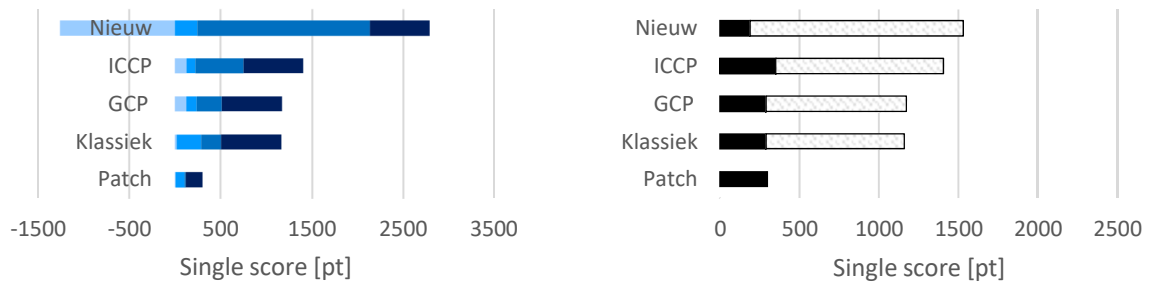 Nieuw
ICCP
GCP
Klassiek
Patch
-1500 -500 500 1500 2500 3500
Single score [pt]
Nieuw
ICCP
GCP
Klassiek
Patch
0 500 1000 1500 2000 2500
Single score [pt]